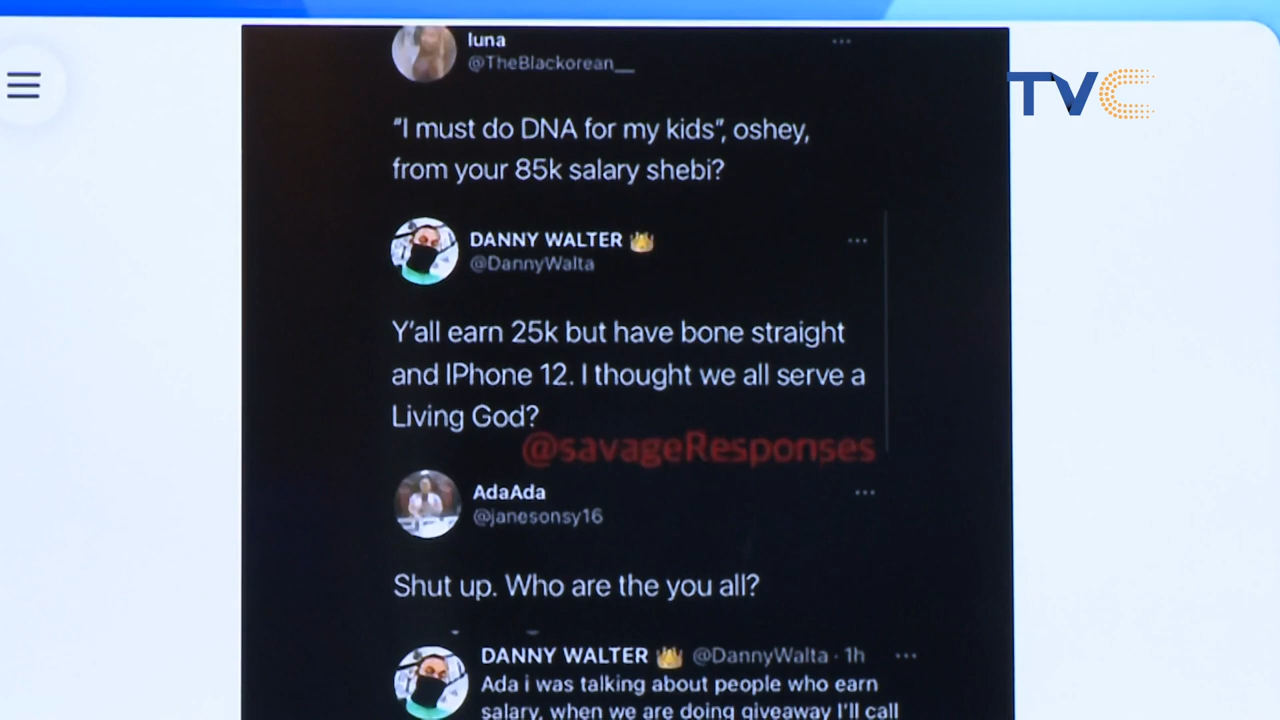 luna
@TheBlackorean__
TVC
"I must do DNA for my kids", oshey,
from your 85k salary shebi?
DANNY WALTER
@DannyWalta
Y'all earn 25k but have bone straight
and IPhone 12. I thought we all serve a
Living God?
@savageResponses
AdaAda
@janesonsy16
Shut up. Who are the you all?
DANNY WALTER @DannyWalta · 1h
Ada i was talking about people who earn
salary, when we are doing giveaway I'll call